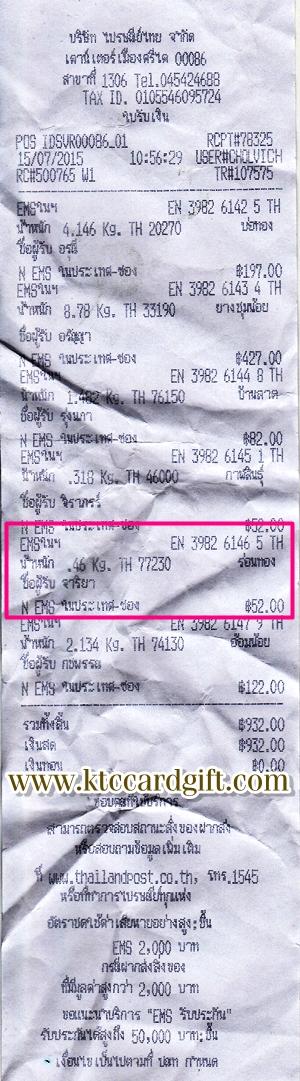 บริษัท ไปรษณีย์ไทย จำกัด
เคาน์เตอร์เมืองศรีไค 00086
สาขาที่ 1306 Tel.045424688
TAX ID. 0105546095724
ใบรับเงิน
POS IDSVR00086_01 RCPT#78325
15/07/2015 10:56:29 USER#CHOLVICH
RC#500765 W1 TR#107575
EMSในฯ EN 3982 6142 5 TH
น้ำหนัก 4.146 Kg. TH 20270 บ่อทอง
ชื่อผู้รับ อรุณี
N EMS ในประเทศ-ซอง ฿197.00
EMSในฯ EN 3982 6143 4 TH
น้ำหนัก 8.78 Kg. TH 33190 ยางชุมน้อย
ชื่อผู้รับ อรัญญา
N EMS ในประเทศ-ซอง ฿427.00
EMSในฯ EN 3982 6144 8 TH
น้ำหนัก 1.482 Kg. TH 76150 บ้านลาด
ชื่อผู้รับ รุ่งนภา
N EMS ในประเทศ-ซอง ฿82.00
EMSในฯ EN 3982 6145 1 TH
น้ำหนัก .318 Kg. TH 46000 กาฬสินธุ์
ชื่อผู้รับ จิราภรร์
N EMS ในประเทศ-ซอง ฿52.00
EMSในฯ EN 3982 6146 5 TH
น้ำหนัก .46 Kg. TH 77230 ร่อนทอง
ชื่อผู้รับ จาริยา
N EMS ในประเทศ-ซอง ฿52.00
EMSในฯ EN 3982 6147 9 TH
น้ำหนัก 2.134 Kg. TH 74130 อ้อมน้อย
ชื่อผู้รับ กชพรรณ
N EMS ในประเทศ-ซอง ฿122.00
รวมทั้งสิ้น ฿932.00
เงินสด ฿932.00
เงินทอน ฿0.00
www.ktccardgift.com
ขอบคุณที่ใช้บริการ
สามารถตรวจสอบสถานะสิ่งของฝากส่ง
หรือสอบถามข้อมูลเพิ่มเติม
ที่ www.thailandpost.co.th, โทร.1545
หรือที่ทำการไปรษณีย์ทุกแห่ง
อัตราชดใช้ค่าเสียหายอย่างสูง:ชิ้น
EMS 2,000 บาท
กรณีฝากส่งสิ่งของ
ที่มีมูลค่าสูงกว่า 2,000
ขอแนะนำบริการ "EMS รับประกัน"
รับประกันได้สูงถึง 50,000 บาท:ชิ้น
เงื่อนไขเป็นไปตามที่ ปณท กำหนด